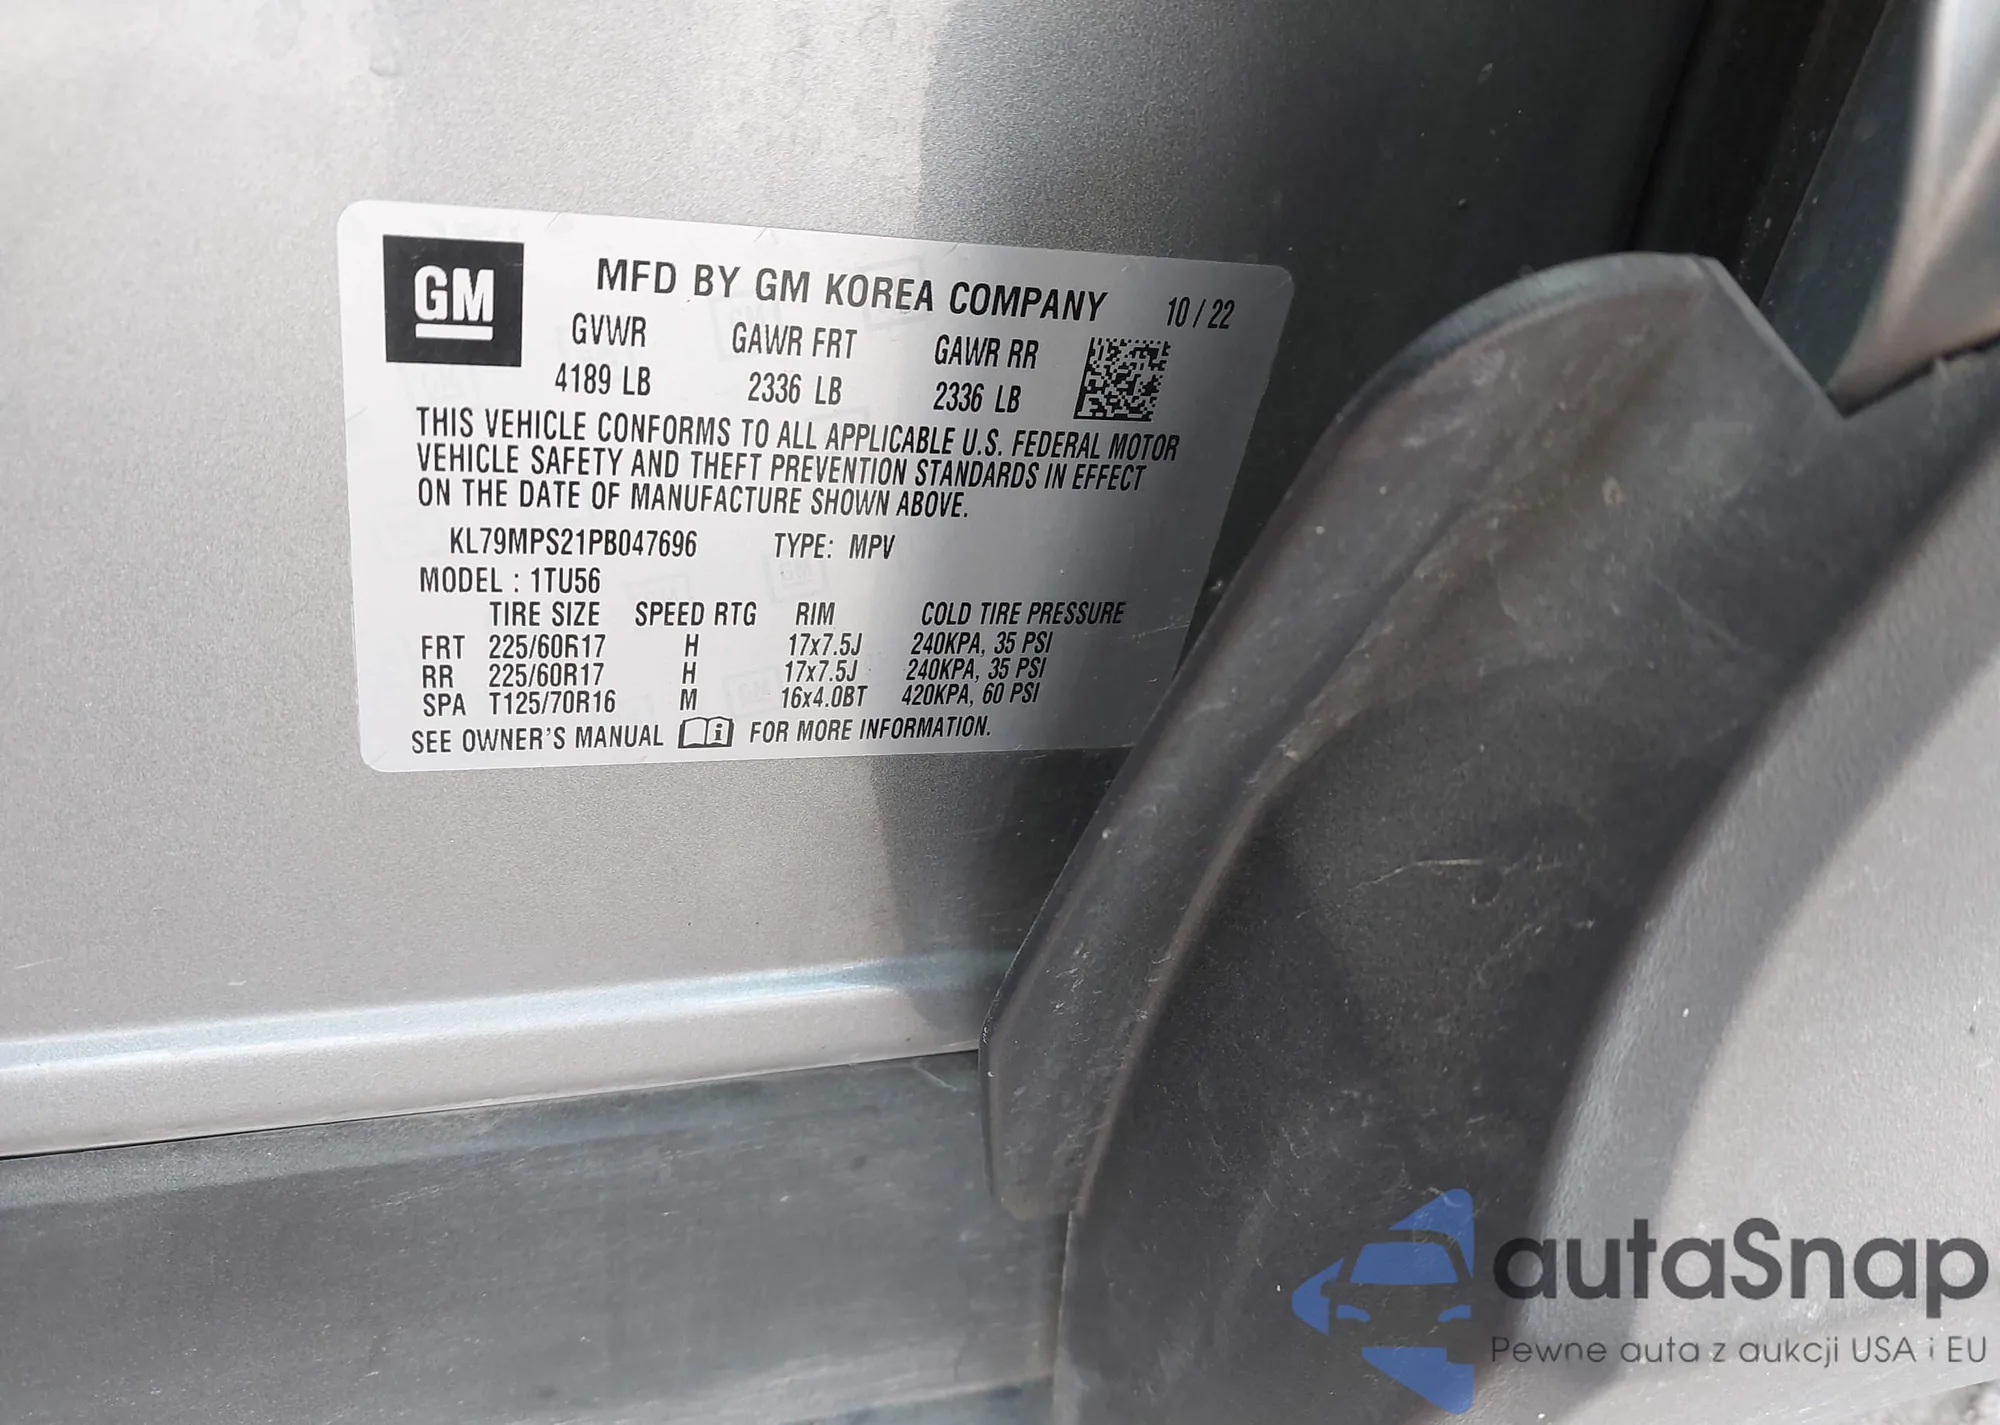 GM
MFD BY GM KOREA COMPANY 10 / 22
GVWR GAWR FRT GAWR RR
4189 LB 2336 LB 2336 LB
THIS VEHICLE CONFORMS TO ALL APPLICABLE U.S. FEDERAL MOTOR
VEHICLE SAFETY AND THEFT PREVENTION STANDARDS IN EFFECT
ON THE DATE OF MANUFACTURE SHOWN ABOVE.
KL79MPS21PB047696 TYPE: MPV
MODEL : 1TU56
TIRE SIZE SPEED RTG RIM COLD TIRE PRESSURE
FRT 225/60R17 H 17x7.5J 240KPA, 35 PSI
RR 225/60R17 H 17x7.5J 240KPA, 35 PSI
SPA T125/70R16 M 16x4.0BT 420KPA, 60 PSI
SEE OWNER'S MANUAL i FOR MORE INFORMATION.
autaSnap
Pewne auta z aukcji USA i EU